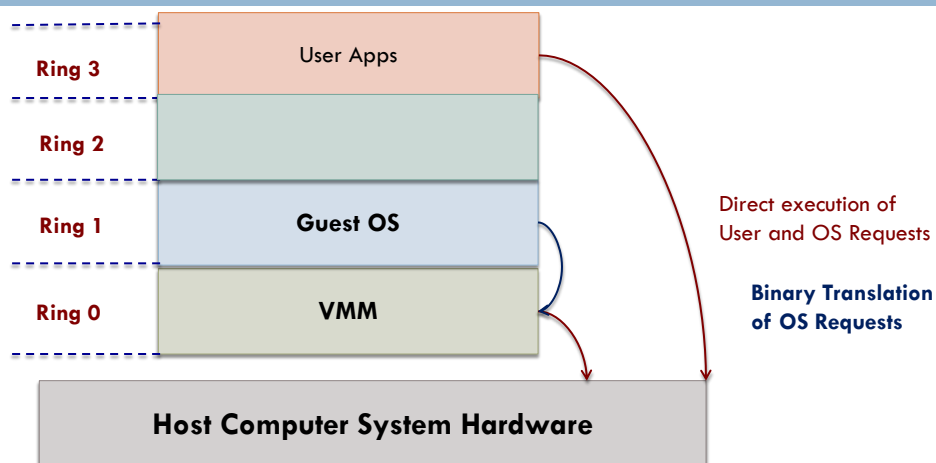 User Apps
Ring 3
Ring 2
Ring 1
Guest OS
Direct execution of
User and OS Requests
Binary Translation
of OS Requests
Ring 0
VMM
Host Computer System Hardware